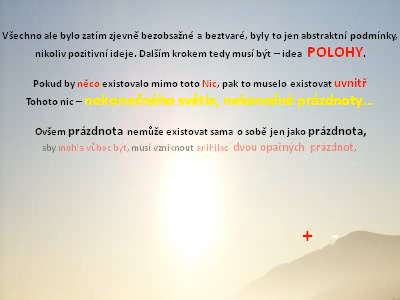 Všechno ale bylo zatím zjevně bezobsažné a beztvaré, byly to jen abstraktní podmínky,
nikoliv pozitivní ideje. Dalším krokem tedy musí být – idea POLOHY.
Pokud by něco existovalo mimo toto Nic, pak to muselo existovat uvnitř
Tohoto nic – nekonečného světla, nekonečné prázdnoty...
Ovšem prázdnota nemůže existovat sama o sobě jen jako prázdnota,
aby mohla vůbec být, musí vzniknout anihilací dvou opačných prázdnot.
+